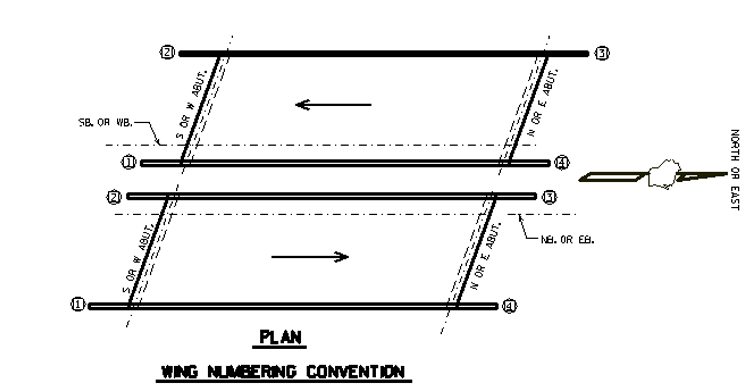 2
3
S OR W ABUT.
N OR E ABUT.
SB. OR WB.
1
4
NORTH OR EAST
2
3
S OR W ABUT.
N OR E ABUT.
NB. OR EB.
1
4
PLAN
WING NUMBERING CONVENTION